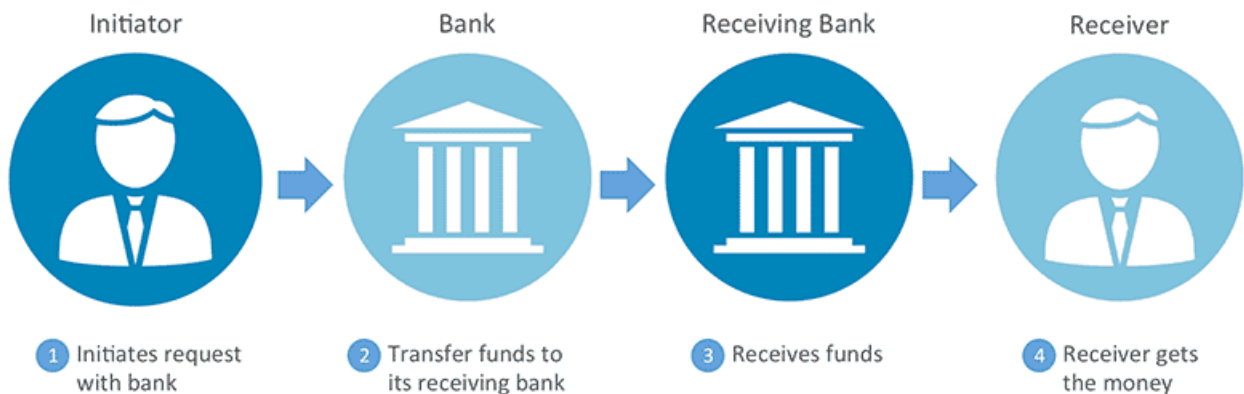 Initiator
Bank
Receiving Bank
Receiver
1 Initiates request
with bank
2 Transfer funds to
its receiving bank
3 Receives funds
4 Receiver gets
the money